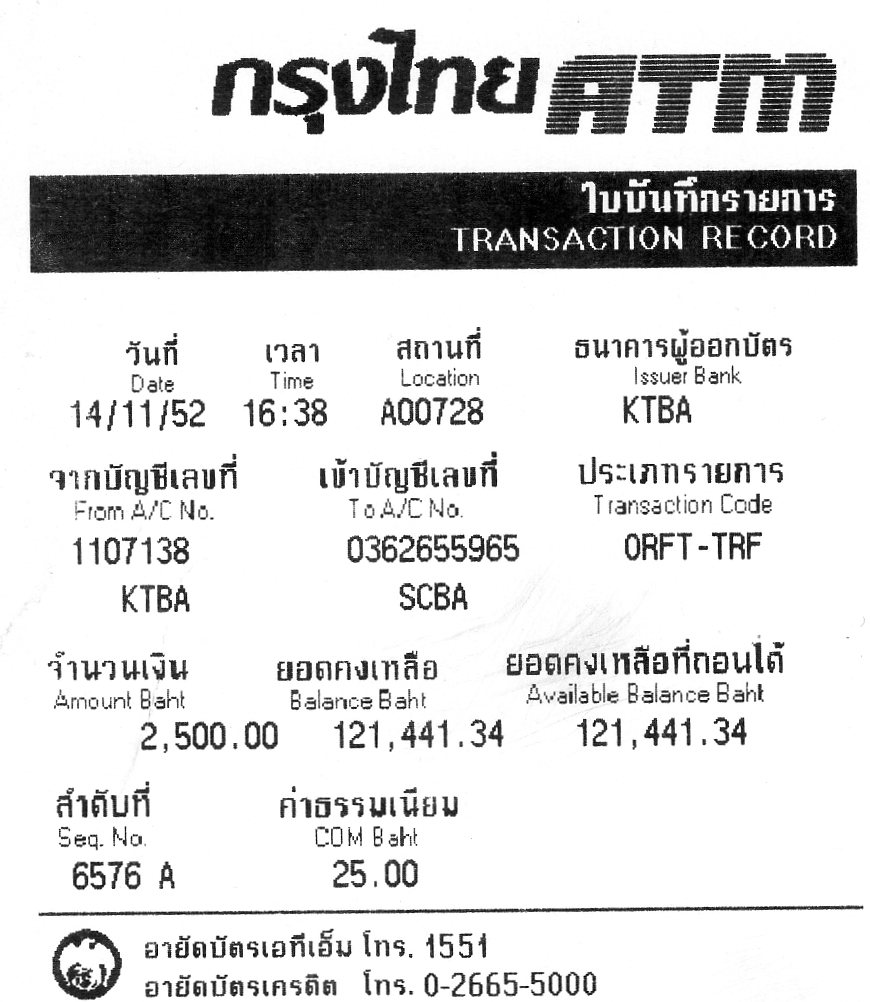 กรุงไทย ATM
ใบบันทึกรายการ
TRANSACTION RECORD
วันที่ เวลา สถานที่ ธนาคารผู้ออกบัตร
Date Time Location Issuer Bank
14/11/52 16:38 A00728 KTBA
จากบัญชีเลขที่ เข้าบัญชีเลขที่ ประเภทรายการ
From A/C No. To A/C No. Transaction Code
1107138 0362655965 ORFT-TRF
KTBA SCBA
จำนวนเงิน ยอดคงเหลือ ยอดคงเหลือที่ถอนได้
Amount Baht Balance Baht Available Balance Baht
2,500.00 121,441.34 121,441.34
ลำดับที่ ค่าธรรมเนียม
Seq. No. COM Baht
6576 A 25.00
อายัดบัตรเอทีเอ็ม โทร. 1551
อายัดบัตรเครดิต โทร. 0-2665-5000